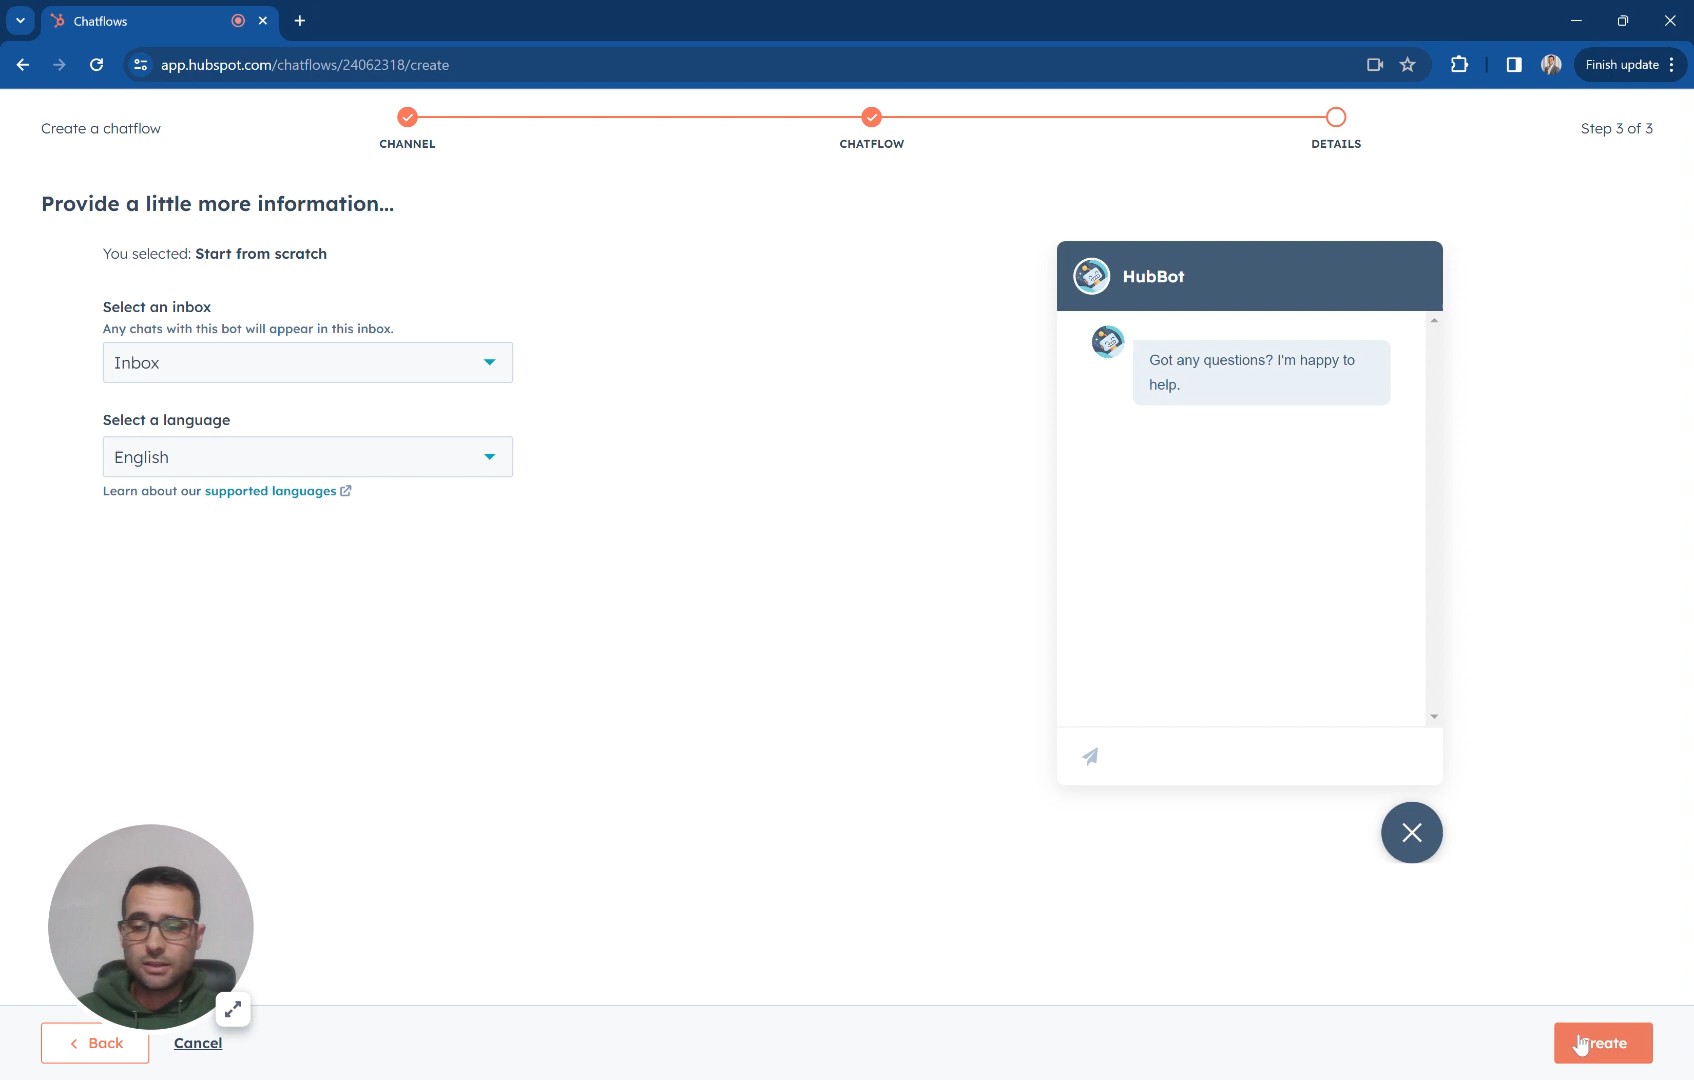 Chatflows
app.hubspot.com/chatflows/24062318/create
Finish update
Create a chatflow
CHANNEL
CHATFLOW
DETAILS
Step 3 of 3
Provide a little more information...
You selected: Start from scratch
Select an inbox
Any chats with this bot will appear in this inbox.
Inbox
Select a language
English
Learn about our supported languages
HubBot
Got any questions? I'm happy to
help.
Back
Cancel
Create